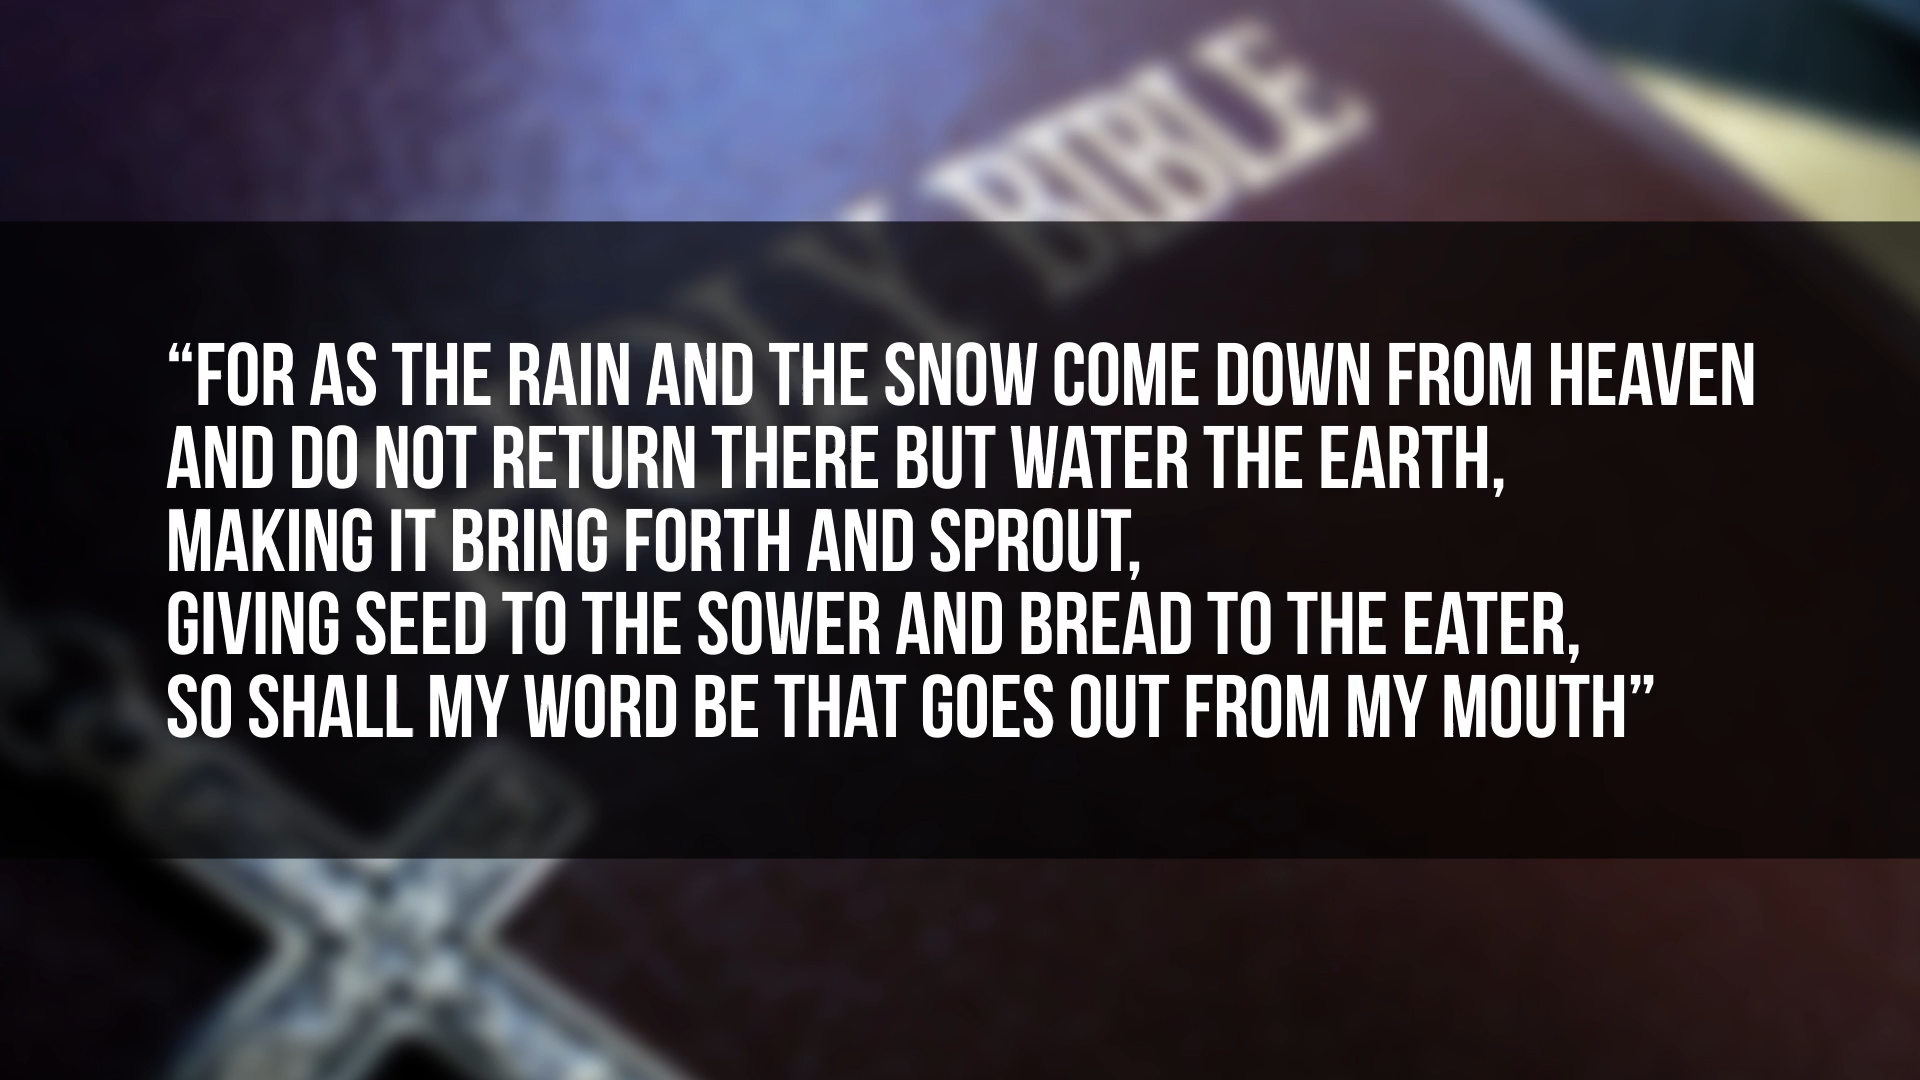 HOLY BIBLE
“FOR AS THE RAIN AND THE SNOW COME DOWN FROM HEAVEN
AND DO NOT RETURN THERE BUT WATER THE EARTH,
MAKING IT BRING FORTH AND SPROUT,
GIVING SEED TO THE SOWER AND BREAD TO THE EATER,
SO SHALL MY WORD BE THAT GOES OUT FROM MY MOUTH”